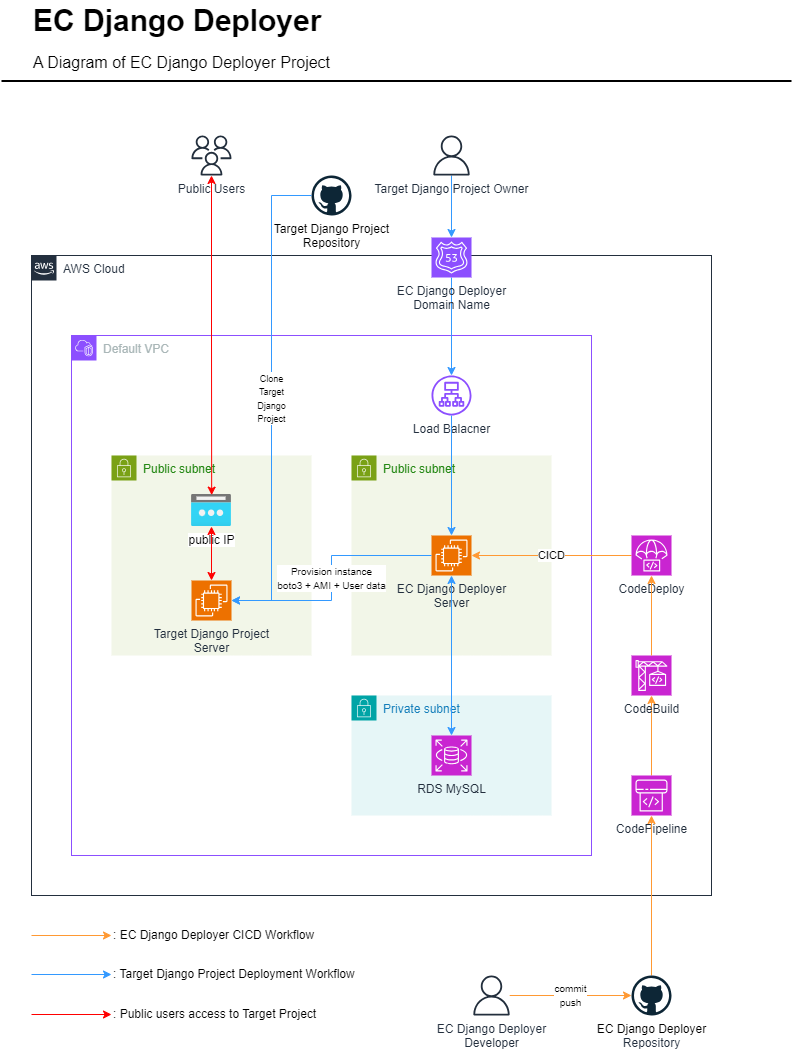 EC Django Deployer
A Diagram of EC Django Deployer Project
Public Users
Target Django Project Owner
Target Django Project
Repository
aws
AWS Cloud
53
EC Django Deployer
Domain Name
Default VPC
Clone
Target
Django
Project
Load Balacner
Public subnet
Public subnet
public IP
Provision instance
boto3 + AMI + User data
EC Django Deployer
Server
CICD
CodeDeploy
Target Django Project
Server
CodeBuild
Private subnet
RDS MySQL
CodePipeline
: EC Django Deployer CICD Workflow
: Target Django Project Deployment Workflow
: Public users access to Target Project
commit
push
EC Django Deployer
Developer
EC Django Deployer
Repository